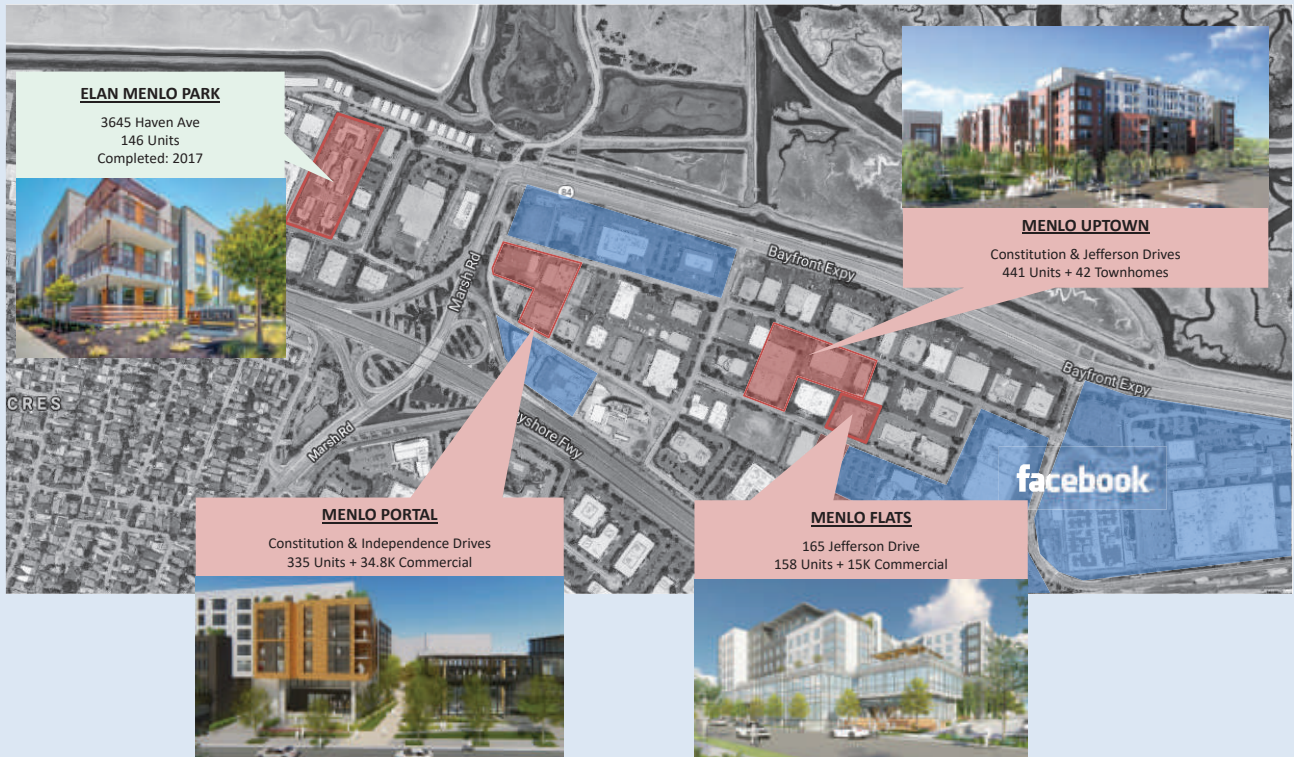 ELAN MENLO PARK
3645 Haven Ave
146 Units
Completed: 2017
MENLO UPTOWN
Constitution & Jefferson Drives
441 Units + 42 Townhomes
84
Marsh Rd
Bayfront Expy
Bayfront Expy
CRES
Marsh Rd
yshore Fwy
facebook
MENLO PORTAL
Constitution & Independence Drives
335 Units + 34.8K Commercial
MENLO FLATS
165 Jefferson Drive
158 Units + 15K Commercial